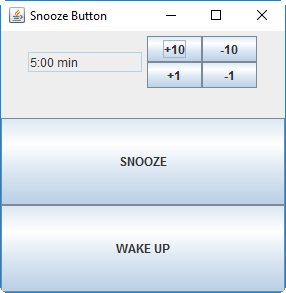 Snooze Button
5:00 min
+10 -10
+1 -1
SNOOZE
WAKE UP